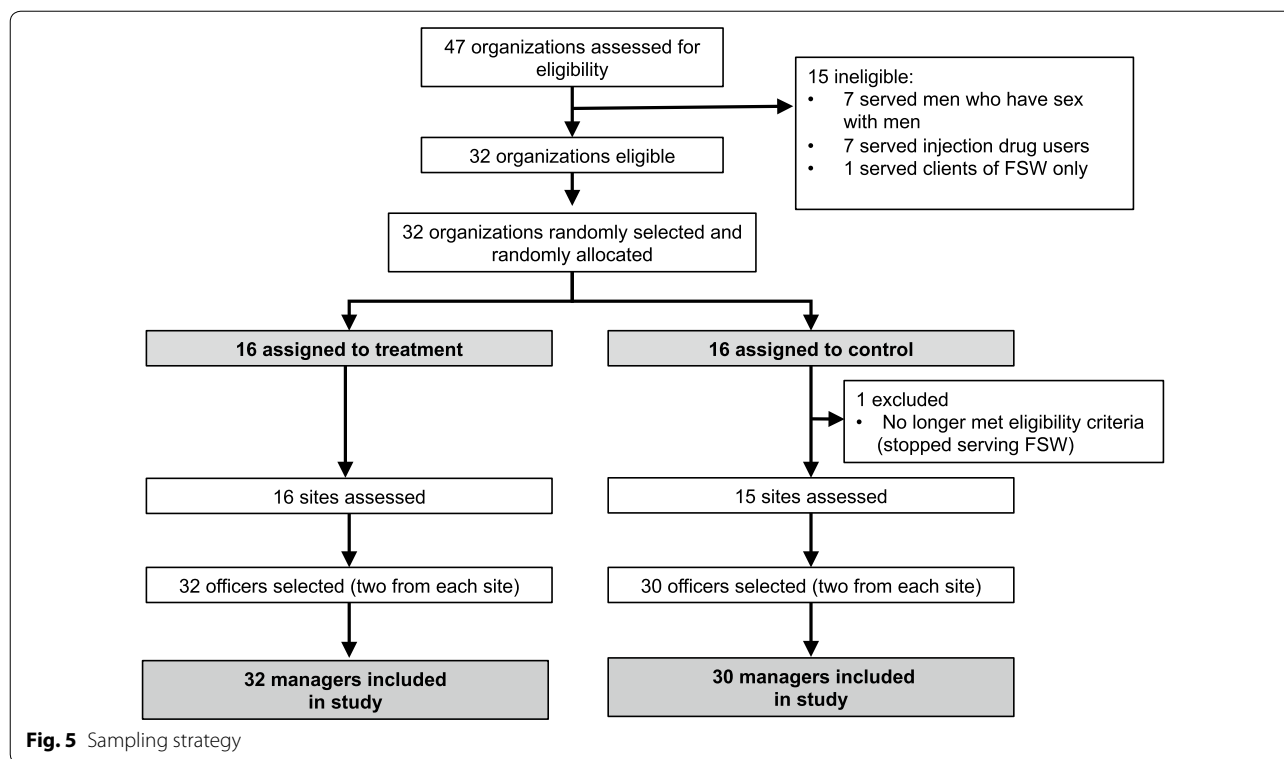 47 organizations assessed for
eligibility
15 ineligible:
• 7 served men who have sex
with men
• 7 served injection drug users
• 1 served clients of FSW only
32 organizations eligible
32 organizations randomly selected and
randomly allocated
16 assigned to treatment
16 assigned to control
1 excluded
• No longer met eligibility criteria
(stopped serving FSW)
16 sites assessed
15 sites assessed
32 officers selected (two from each site)
30 officers selected (two from each site)
32 managers included
in study
30 managers included
in study
Fig. 5 Sampling strategy